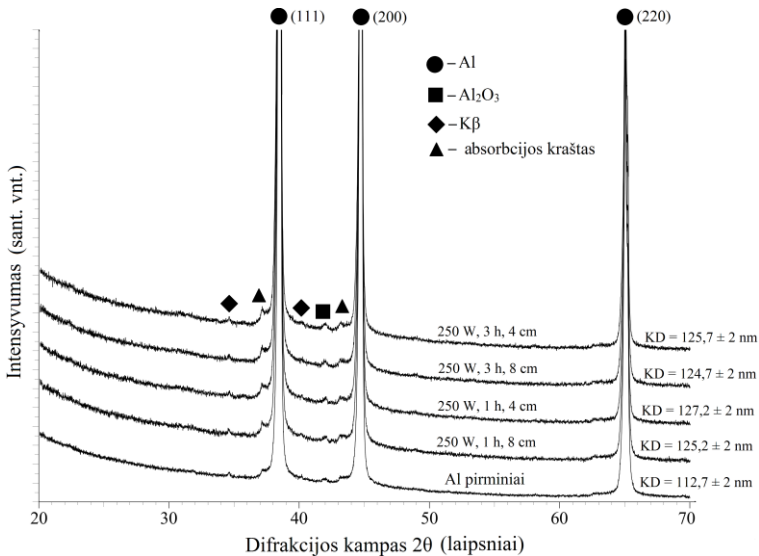 (111)
(200)
(220)
– Al
– Al₂O₃
– Kβ
– absorbcijos kraštas
Intensyvumas (sant. vnt.)
250 W, 3 h, 4 cm
KD = 125,7 ± 2 nm
250 W, 3 h, 8 cm
KD = 124,7 ± 2 nm
250 W, 1 h, 4 cm
KD = 127,2 ± 2 nm
250 W, 1 h, 8 cm
KD = 125,2 ± 2 nm
Al pirminiai
KD = 112,7 ± 2 nm
20 30 40 50 60 70
Difrakcijos kampas 2θ (laipsniai)